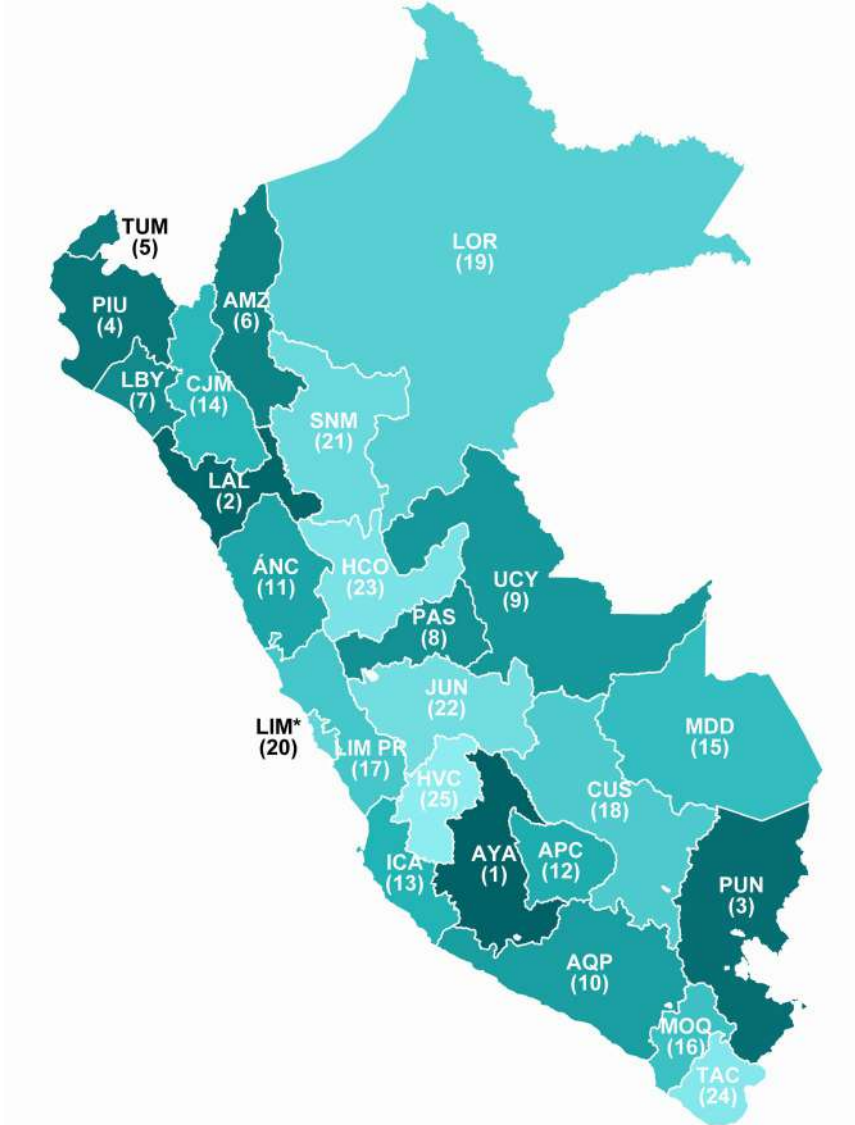 LOR
(19)
TUM
(5)
PIU
(4)
AMZ
(6)
LBY
(7)
CJM
(14)
SNM
(21)
LAL
(2)
ÁNC
(11)
HCO
(23)
UCY
(9)
PAS
(8)
JUN
(22)
LIM*
(20)
LIM PR
(17)
MDD
(15)
HVC
(25)
CUS
(18)
ICA
(13)
AYA
(1)
APC
(12)
PUN
(3)
AQP
(10)
MOQ
(16)
TAC
(24)